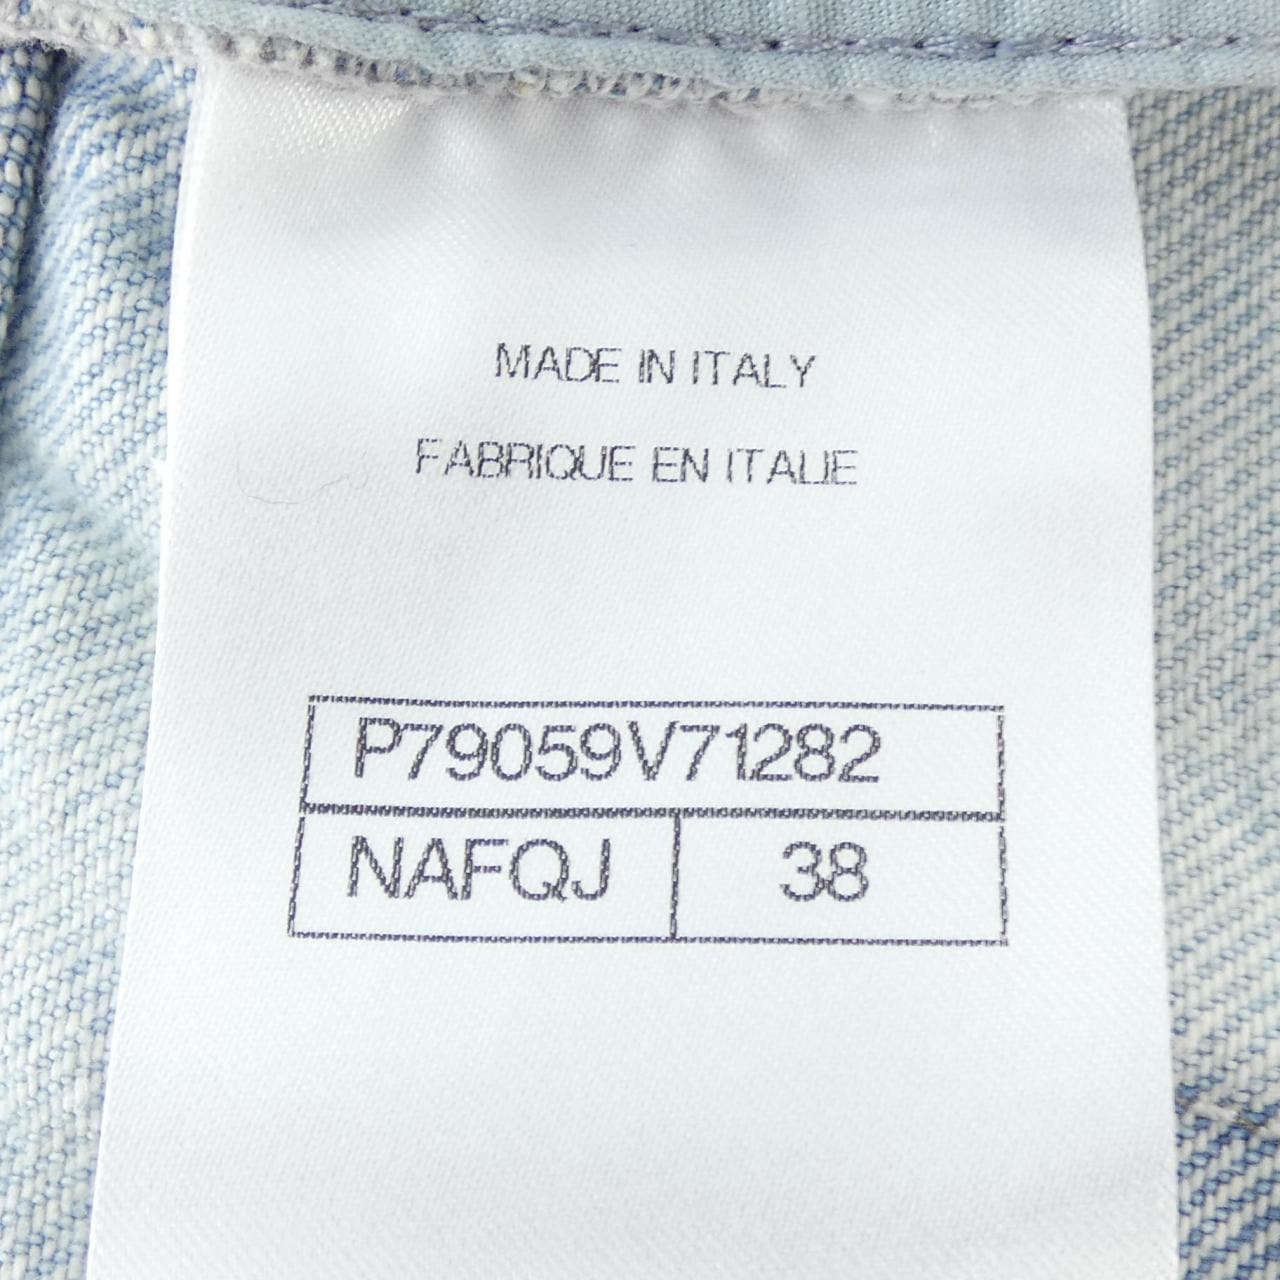 MADE IN ITALY
FABRIQUE EN ITALIE
P79059V71282
NAFQJ 38